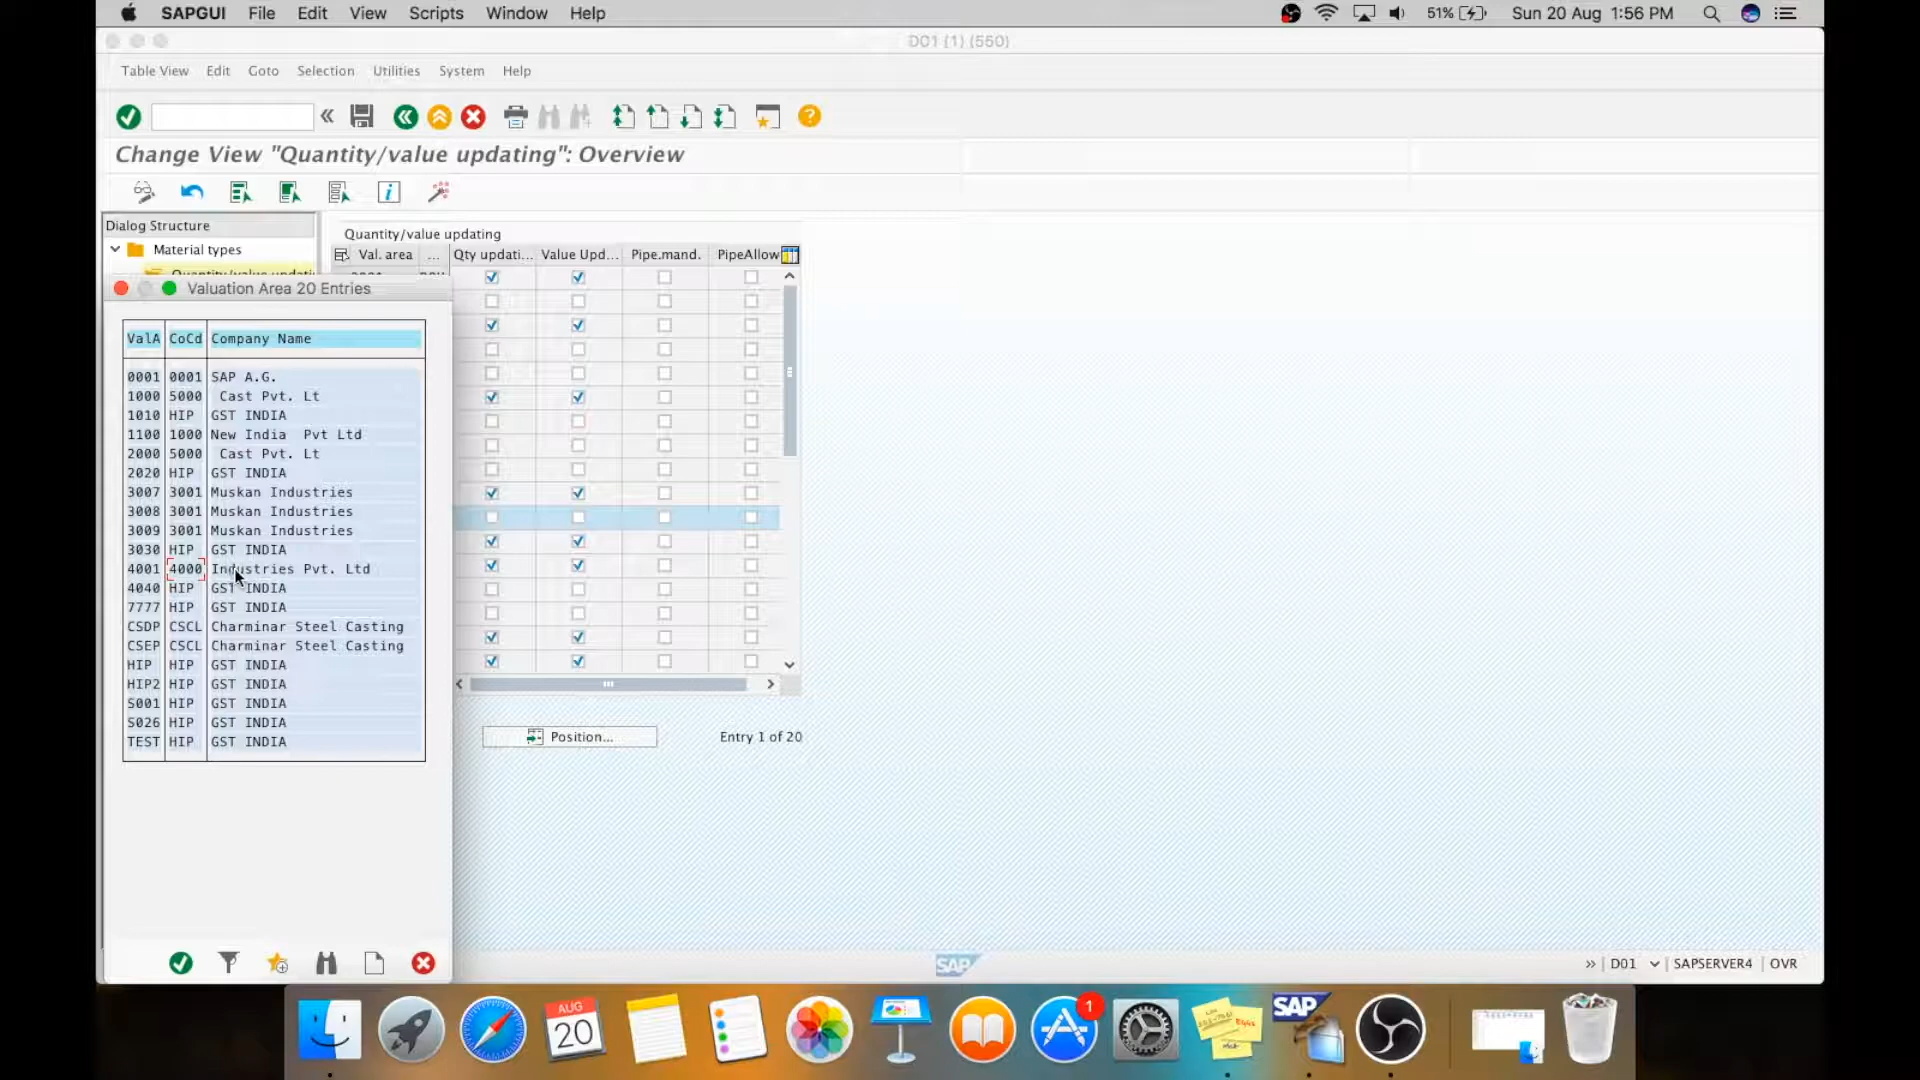 SAPGUI File Edit View Scripts Window Help 51% Sun 20 Aug 1:56 PM
D01 (1) (550)
Table View Edit Goto Selection Utilities System Help
Change View "Quantity/value updating": Overview
Dialog Structure
Material types
Quantity/value updati
Quantity/value updating
Val. area ... Qty updati... Value Upd... Pipe.mand. PipeAllow
Valuation Area 20 Entries
ValA CoCd Company Name
0001 0001 SAP A.G.
1000 5000 Cast Pvt. Lt
1010 HIP GST INDIA
1100 1000 New India Pvt Ltd
2000 5000 Cast Pvt. Lt
2020 HIP GST INDIA
3007 3001 Muskan Industries
3008 3001 Muskan Industries
3009 3001 Muskan Industries
3030 HIP GST INDIA
4001 4000 Industries Pvt. Ltd
4040 HIP GST INDIA
7777 HIP GST INDIA
CSDP CSCL Charminar Steel Casting
CSEP CSCL Charminar Steel Casting
HIP HIP GST INDIA
HIP2 HIP GST INDIA
S001 HIP GST INDIA
S026 HIP GST INDIA
TEST HIP GST INDIA
Position... Entry 1 of 20
SAP D01 SAPSERVER4 OVR
AUG
20
1
SAP